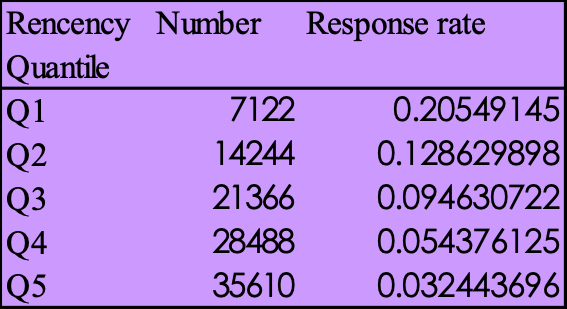 Rencency Number Response rate
Quantile
Q1 7122 0.20549145
Q2 14244 0.128629898
Q3 21366 0.094630722
Q4 28488 0.054376125
Q5 35610 0.032443696